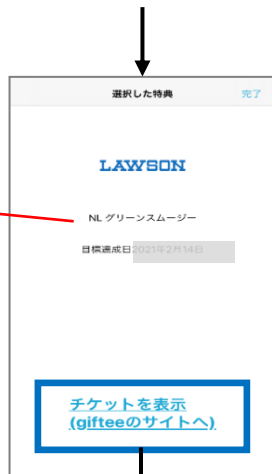 選択した特典 完了
LAWSON
NL グリーンスムージー
目標達成日2021年2月14日
チケットを表示
(gifteeのサイトへ)